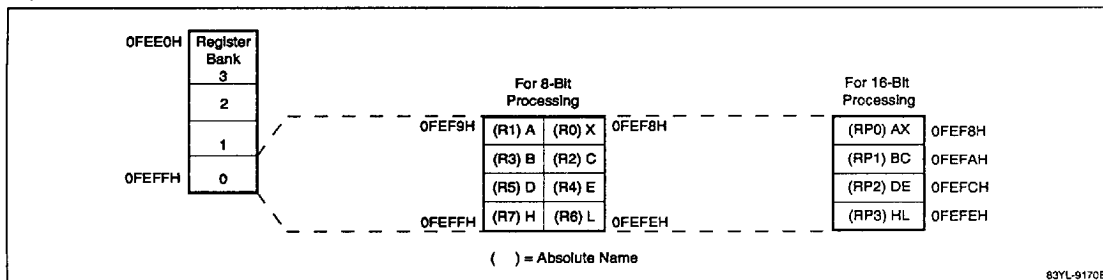 0FEE0H
Register
Bank
3
2
1
0
0FEFFH
For 8-Bit
Processing
0FEF9H (R1) A (R0) X 0FEF8H
(R3) B (R2) C
(R5) D (R4) E
0FEFFH (R7) H (R6) L 0FEFEH
For 16-Bit
Processing
(RP0) AX 0FEF8H
(RP1) BC 0FEFAH
(RP2) DE 0FEFCH
(RP3) HL 0FEFEH
( ) = Absolute Name
83YL-9170B